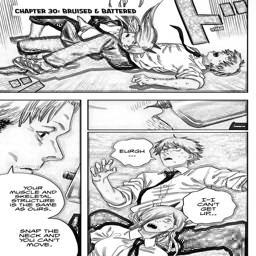 CHAPTER 30: BRUISED & BATTERED
EURGH
...
I-I
CAN'T
GET
UP...
YOUR
MUSCLE AND
SKELETAL
STRUCTURE
IS THE SAME
AS OURS.
SNAP THE
NECK AND YOU
CAN'T
MOVE.